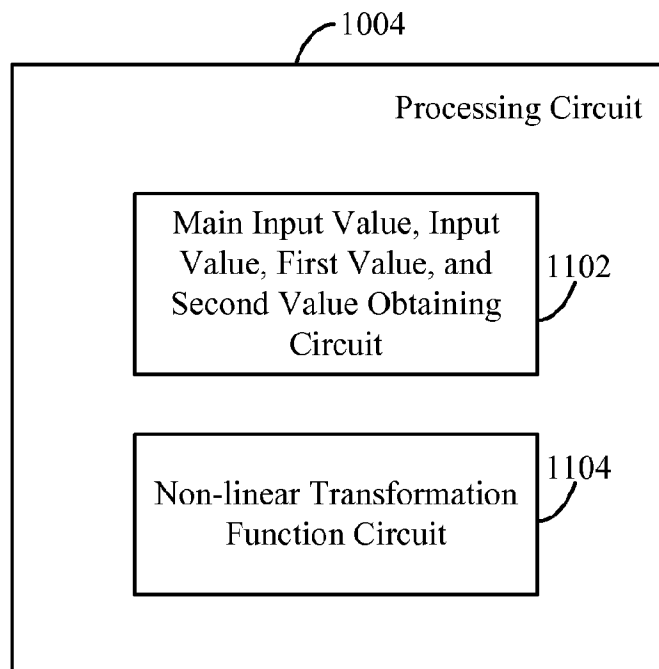 1004
Processing Circuit
Main Input Value, Input
Value, First Value, and
Second Value Obtaining
Circuit
1102
Non-linear Transformation
Function Circuit
1104